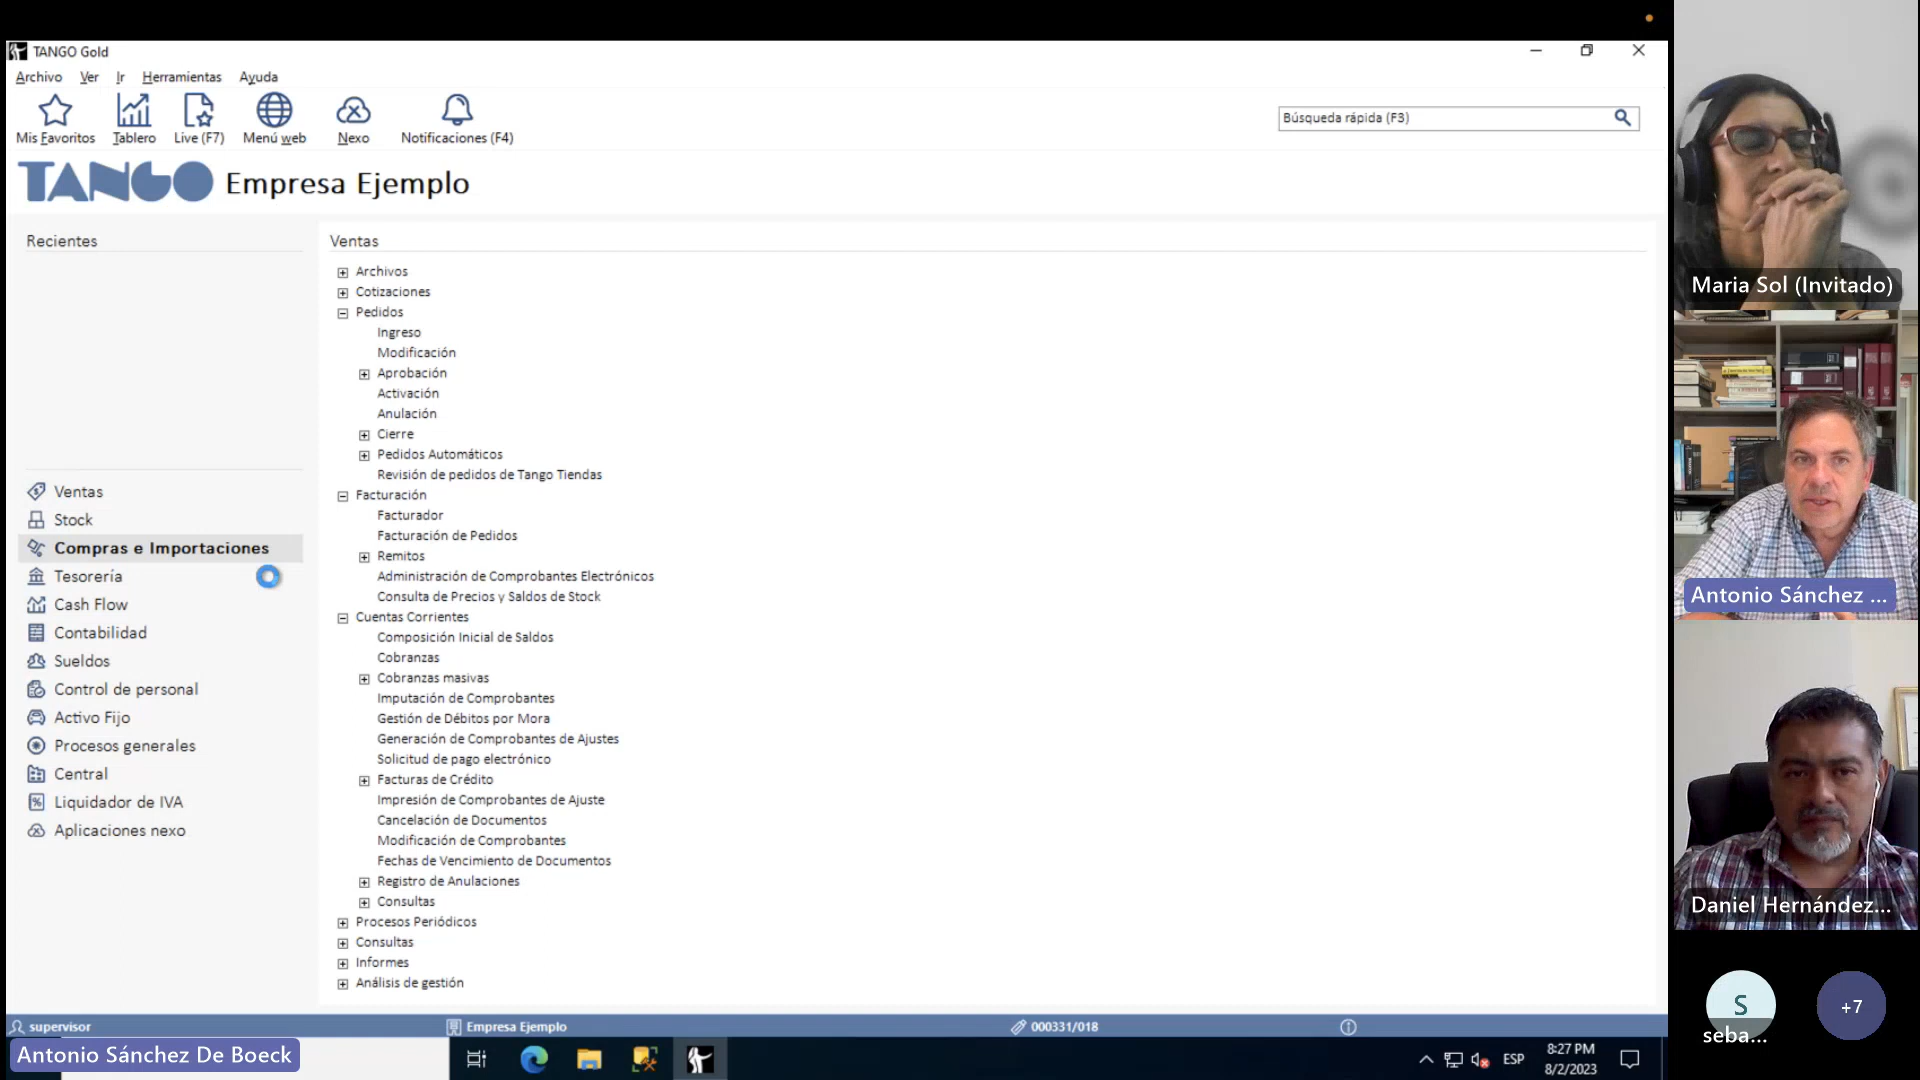 TANGO Gold
Archivo Ver Ir Herramientas Ayuda
Mis Favoritos Tablero Live (F7) Menú web Nexo Notificaciones (F4)
Búsqueda rápida (F3)
TANGO Empresa Ejemplo
Recientes
Ventas
Stock
Compras e Importaciones
Tesorería
Cash Flow
Contabilidad
Sueldos
Control de personal
Activo Fijo
Procesos generales
Central
Liquidador de IVA
Aplicaciones nexo
Ventas
Archivos
Cotizaciones
Pedidos
Ingreso
Modificación
Aprobación
Activación
Anulación
Cierre
Pedidos Automáticos
Revisión de pedidos de Tango Tiendas
Facturación
Facturador
Facturación de Pedidos
Remitos
Administración de Comprobantes Electrónicos
Consulta de Precios y Saldos de Stock
Cuentas Corrientes
Composición Inicial de Saldos
Cobranzas
Cobranzas masivas
Imputación de Comprobantes
Gestión de Débitos por Mora
Generación de Comprobantes de Ajustes
Solicitud de pago electrónico
Facturas de Crédito
Impresión de Comprobantes de Ajuste
Cancelación de Documentos
Modificación de Comprobantes
Fechas de Vencimiento de Documentos
Registro de Anulaciones
Consultas
Procesos Periódicos
Consultas
Informes
Análisis de gestión
supervisor
Empresa Ejemplo
000331/018
Antonio Sánchez De Boeck
ESP
8:27 PM
8/2/2023
Maria Sol (Invitado)
Antonio Sánchez ...
Daniel Hernández...
S
seba...
+7